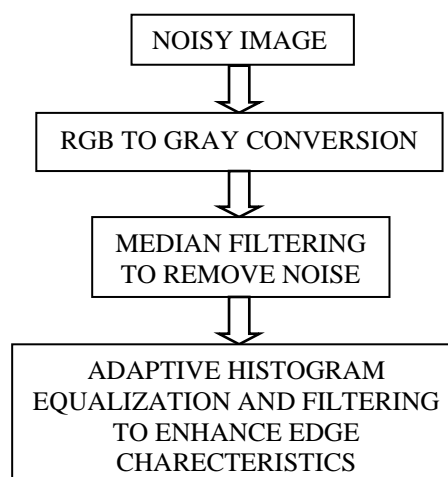 NOISY IMAGE
RGB TO GRAY CONVERSION
MEDIAN FILTERING
TO REMOVE NOISE
ADAPTIVE HISTOGRAM
EQUALIZATION AND FILTERING
TO ENHANCE EDGE
CHARECTERISTICS